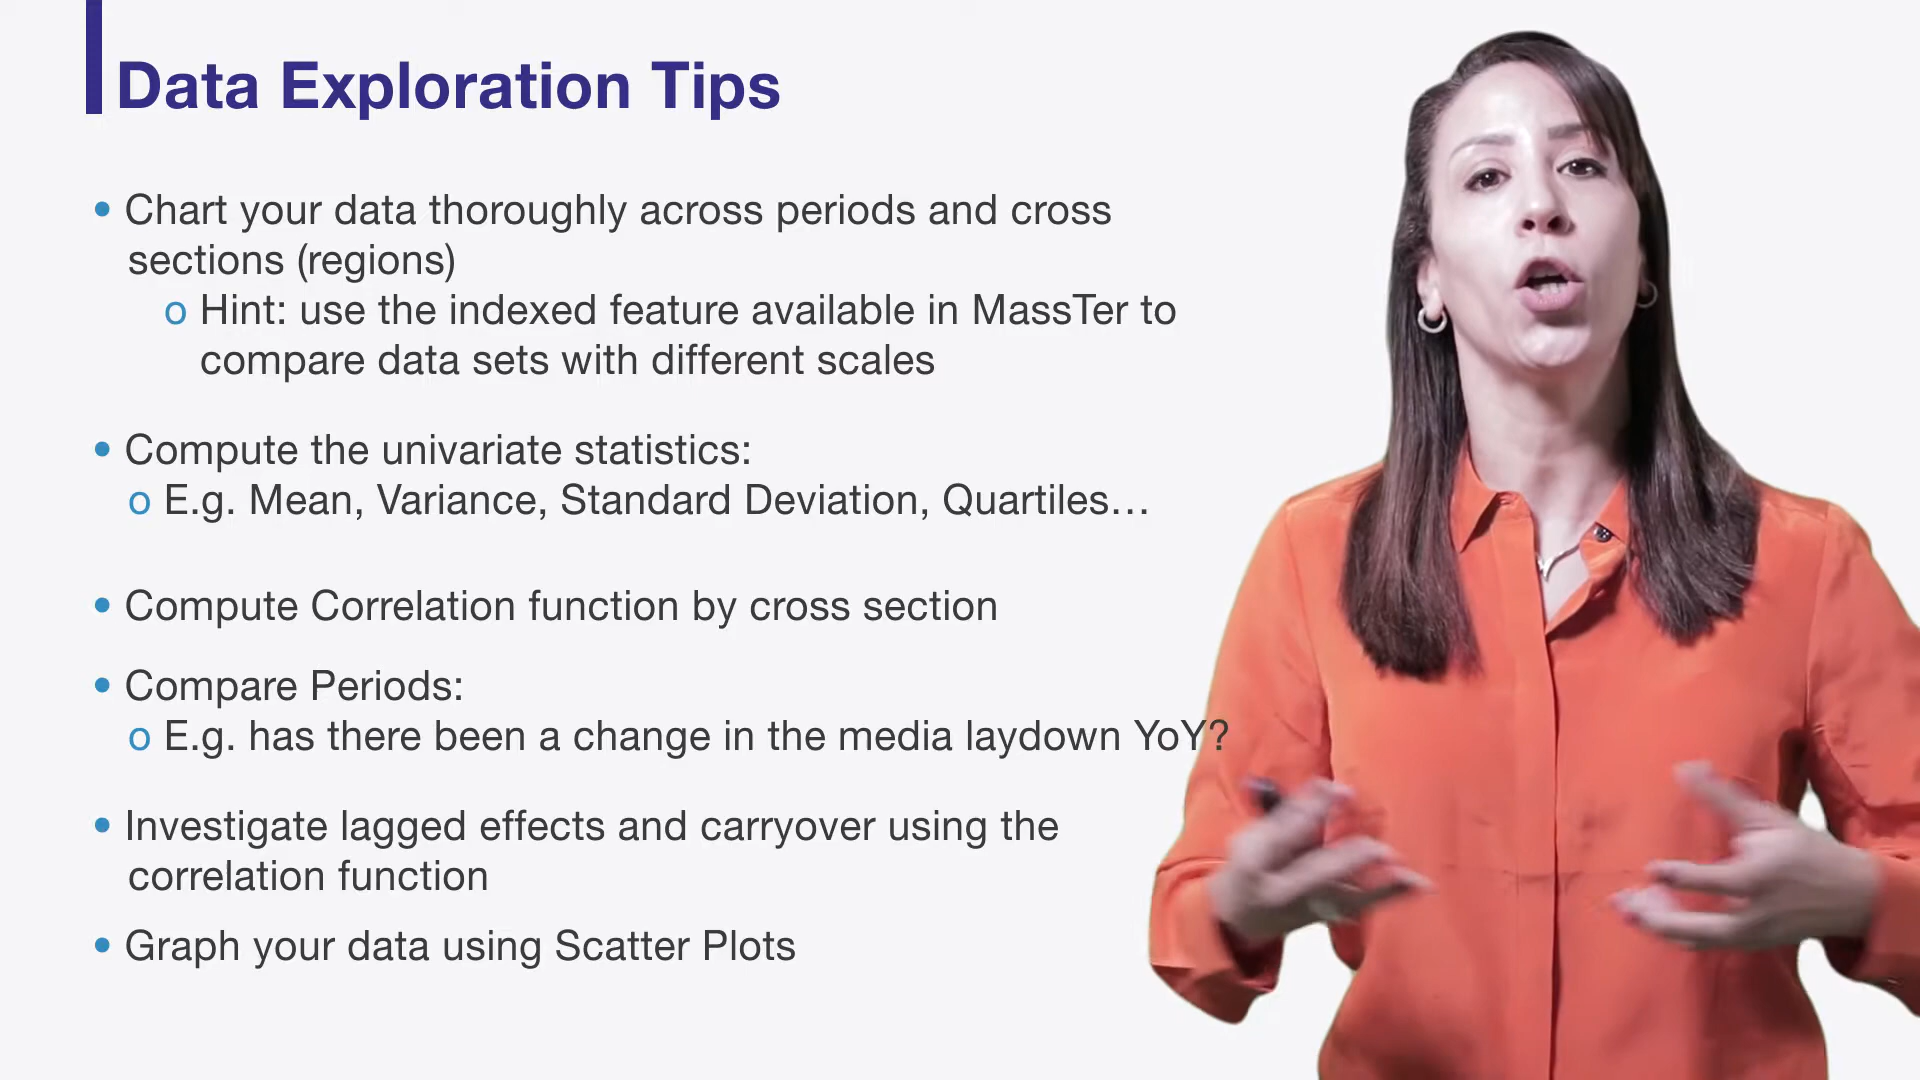 Data Exploration Tips
• Chart your data thoroughly across periods and cross
sections (regions)
o Hint: use the indexed feature available in MassTer to
compare data sets with different scales
• Compute the univariate statistics:
o E.g. Mean, Variance, Standard Deviation, Quartiles…
• Compute Correlation function by cross section
• Compare Periods:
o E.g. has there been a change in the media laydown YoY?
• Investigate lagged effects and carryover using the
correlation function
• Graph your data using Scatter Plots